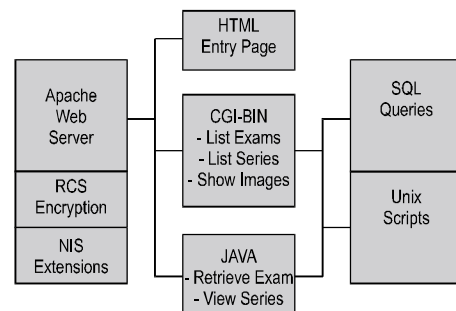 HTML
Entry Page
Apache
Web
Server
RCS
Encryption
NIS
Extensions
CGI-BIN
- List Exams
- List Series
- Show Images
JAVA
- Retrieve Exam
- View Series
SQL
Queries
Unix
Scripts